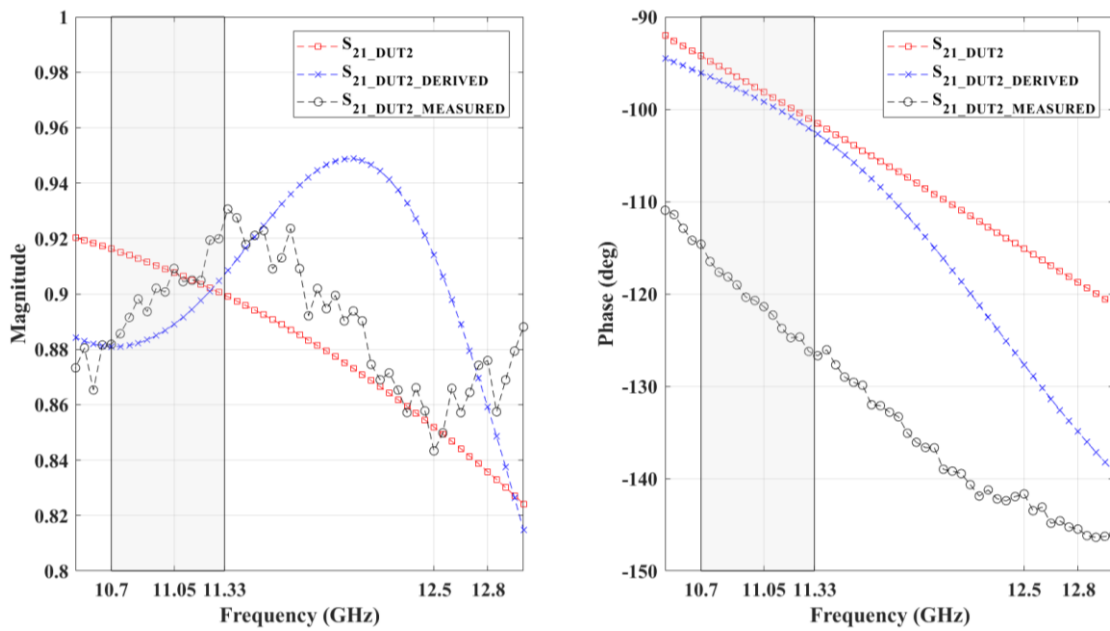 1
0.98
0.96
0.94
0.92
0.9
0.88
0.86
0.84
0.82
0.8
Magnitude
10.7 11.05 11.33 12.5 12.8
Frequency (GHz)
S21_DUT2
S21_DUT2_DERIVED
S21_DUT2_MEASURED
-90
-100
-110
-120
-130
-140
-150
Phase (deg)
10.7 11.05 11.33 12.5 12.8
Frequency (GHz)
S21_DUT2
S21_DUT2_DERIVED
S21_DUT2_MEASURED